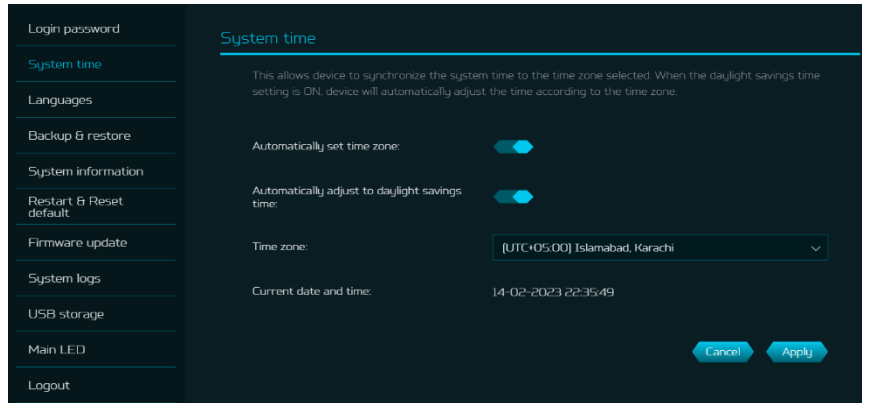 Login password
System time
Languages
Backup & restore
System information
Restart & Reset
default
Firmware update
System logs
USB storage
Main LED
Logout
System time
This allows device to synchronize the system time to the time zone selected. When the daylight savings time
setting is ON, device will automatically adjust the time according to the time zone.
Automatically set time zone:
Automatically adjust to daylight savings
time:
Time zone:
(UTC+05:00) Islamabad, Karachi
Current date and time:
14-02-2023 22:35:49
Cancel
Apply